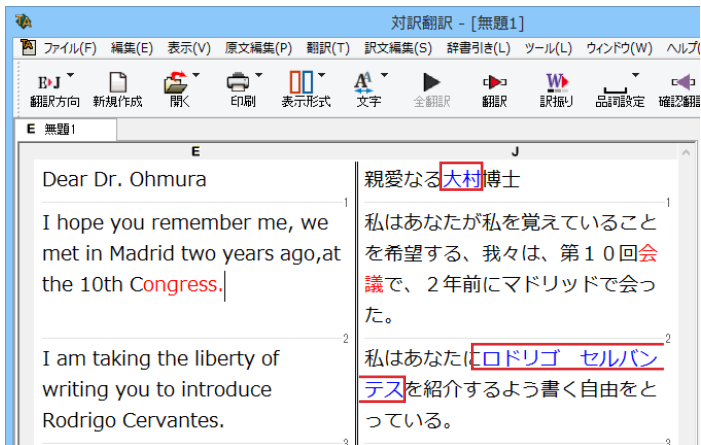 対訳翻訳 - [無題1]
ファイル(F) 編集(E) 表示(V) 原文編集(P) 翻訳(T) 訳文編集(S) 辞書引き(L) ツール(L) ウィンドウ(W) ヘルプ(
E▸J
翻訳方向 新規作成 開く 印刷 表示形式 文字 全翻訳 翻訳 訳振り 品詞設定 確認翻
E 無題1
E
J
Dear Dr. Ohmura
親愛なる大村博士
1
1
I hope you remember me, we
met in Madrid two years ago,at
the 10th Congress.
私はあなたが私を覚えていること
を希望する、我々は、第１０回会
議で、２年前にマドリッドで会っ
た。
2
2
I am taking the liberty of
writing you to introduce
Rodrigo Cervantes.
私はあなたにロドリゴ　セルバン
テスを紹介するよう書く自由をと
っている。
3
3